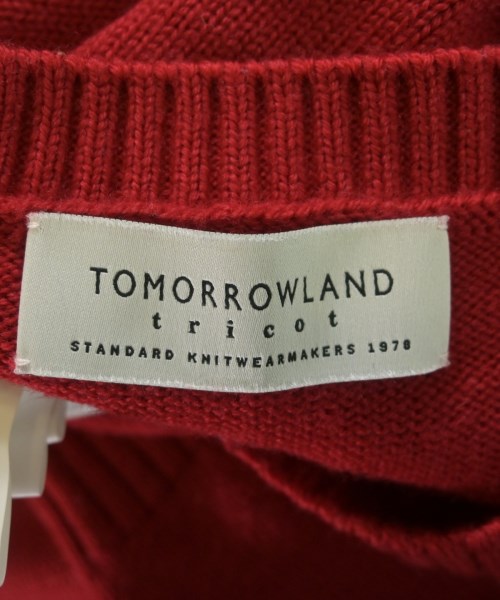 TOMORROWLAND
tricot
STANDARD KNITWEARMAKERS 1978